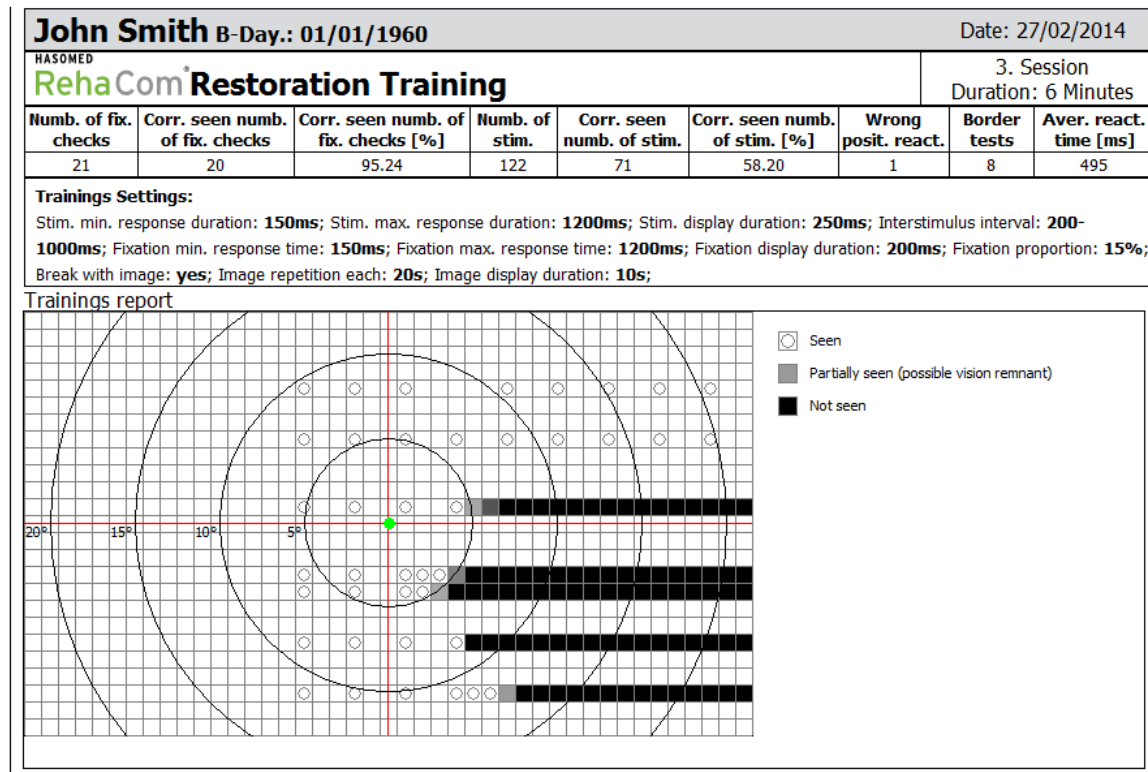 John Smith B-Day.: 01/01/1960 Date: 27/02/2014
HASOMED
RehaCom® Restoration Training
3. Session
Duration: 6 Minutes
Numb. of fix. checks Corr. seen numb. of fix. checks Corr. seen numb. of fix. checks [%] Numb. of stim. Corr. seen numb. of stim. Corr. seen numb. of stim. [%] Wrong posit. react. Border tests Aver. react. time [ms]
21 20 95.24 122 71 58.20 1 8 495
Trainings Settings:
Stim. min. response duration: 150ms; Stim. max. response duration: 1200ms; Stim. display duration: 250ms; Interstimulus interval: 200-
1000ms; Fixation min. response time: 150ms; Fixation max. response time: 1200ms; Fixation display duration: 200ms; Fixation proportion: 15%;
Break with image: yes; Image repetition each: 20s; Image display duration: 10s;
Trainings report
Seen
Partially seen (possible vision remnant)
Not seen
20° 15° 10° 5°